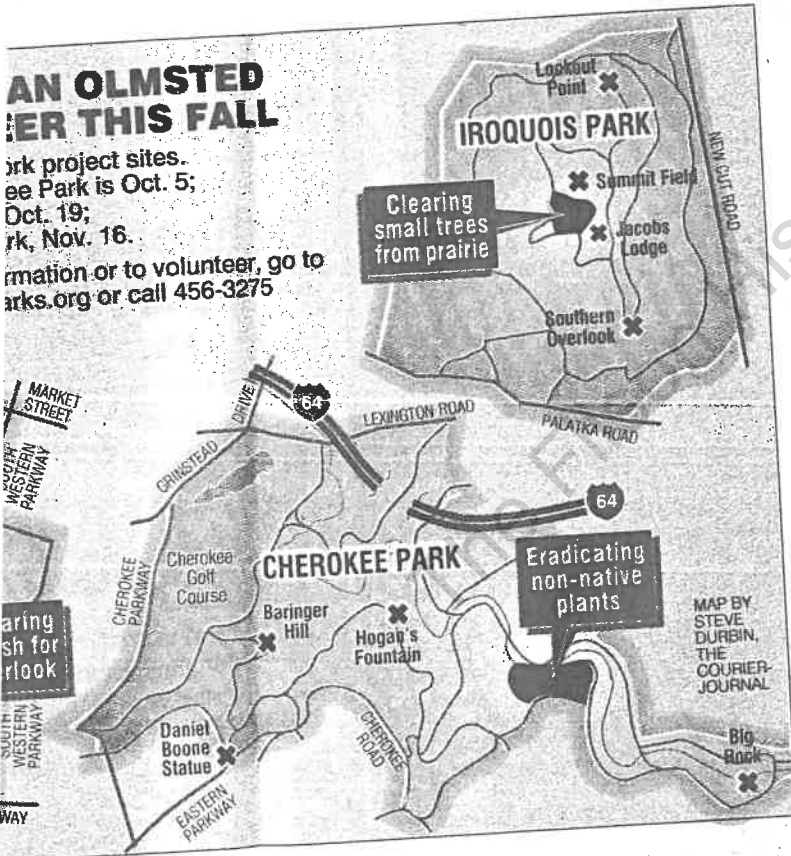 AN OLMSTED
ER THIS FALL
ork project sites.
ee Park is Oct. 5;
Oct. 19;
rk, Nov. 16.
rmation or to volunteer, go to
arks.org or call 456-3275
Lookout
Point
IROQUOIS PARK
NEW CUT ROAD
Summit Field
Clearing
small trees
from prairie
Jacobs
Lodge
Southern
Overlook
PALATKA ROAD
MARKET
STREET
SOUTH
WESTERN
PARKWAY
DRIVE
64
LEXINGTON ROAD
GRINSTEAD
64
CHEROKEE
PARKWAY
Cherokee
Golf
Course
CHEROKEE PARK
Eradicating
non-native
plants
Baringer
Hill
Hogan's
Fountain
MAP BY
STEVE
DURBIN,
THE
COURIER-
JOURNAL
aring
sh for
rlook
SOUTH
WESTERN
PARKWAY
Daniel
Boone
Statue
CHEROKEE
ROAD
Big
Rock
EASTERN
PARKWAY
WAY